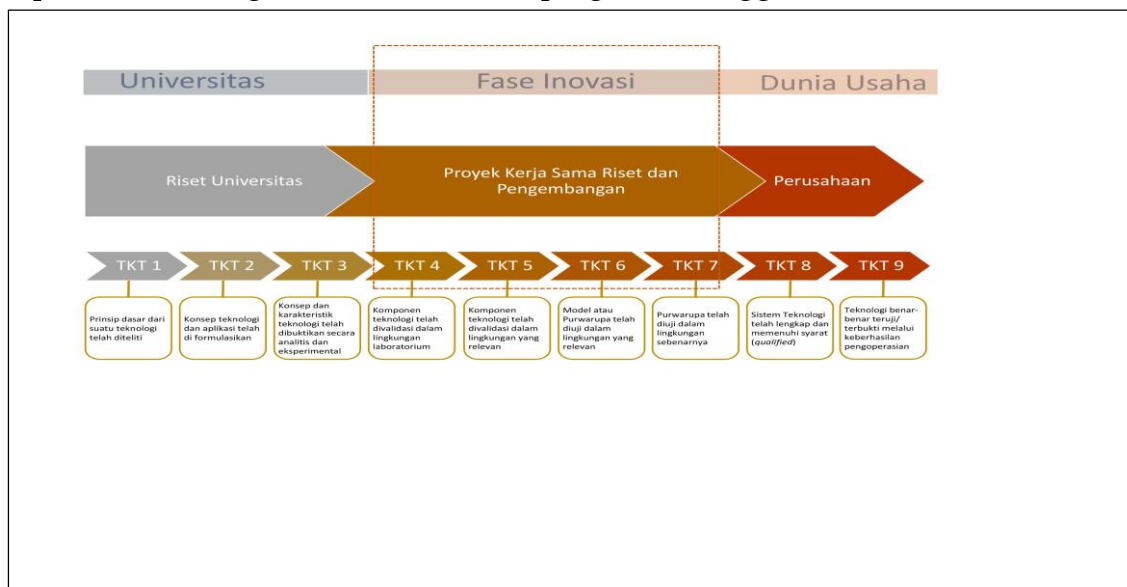 Universitas Fase Inovasi Dunia Usaha
Riset Universitas
Proyek Kerja Sama Riset dan
Pengembangan
Perusahaan
TKT 1 TKT 2 TKT 3 TKT 4 TKT 5 TKT 6 TKT 7 TKT 8 TKT 9
Prinsip dasar dari
suatu teknologi
telah diteliti
Konsep teknologi
dan aplikasi telah
di formulasikan
Konsep dan
karakteristik
teknologi telah
dibuktikan secara
analitis dan
eksperimental
Komponen
teknologi telah
divalidasi dalam
lingkungan
laboratorium
Komponen
teknologi telah
divalidasi dalam
lingkungan yang
relevan
Model atau
Purwarupa telah
diuji dalam
lingkungan yang
relevan
Purwarupa telah
diuji dalam
lingkungan
sebenarnya
Sistem Teknologi
telah lengkap dan
memenuhi syarat
(qualified)
Teknologi benar-
benar teruji/
terbukti melalui
keberhasilan
pengoperasian